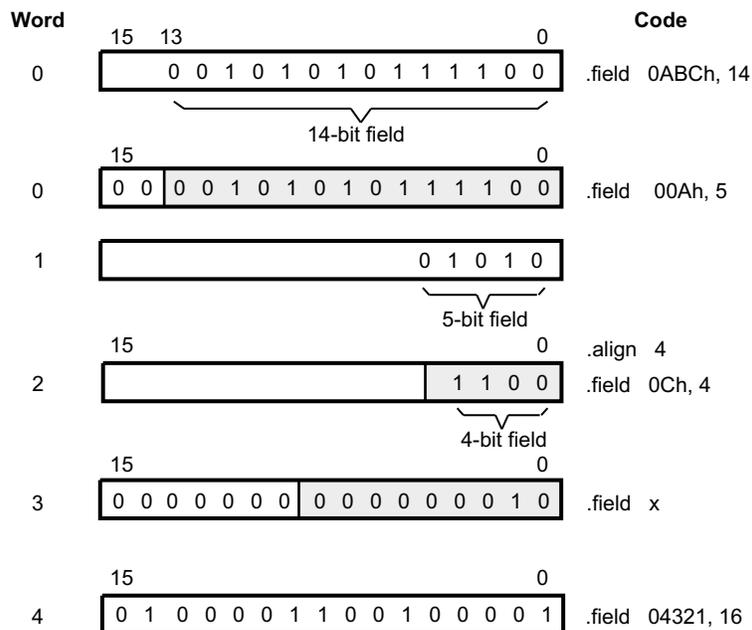 Word Code
15 13 0
0 0 0 1 0 1 0 1 0 1 1 1 1 0 0 .field 0ABCh, 14
14-bit field
15 0
0 0 0 0 0 1 0 1 0 1 0 1 1 1 1 0 0 .field 00Ah, 5
1 0 1 0 1 0
5-bit field
15 0 .align 4
2 1 1 0 0 .field 0Ch, 4
4-bit field
15 0
3 0 0 0 0 0 0 0 0 0 0 0 0 0 0 1 0 .field x
15 0
4 0 1 0 0 0 0 1 1 0 0 1 0 0 0 0 1 .field 04321, 16